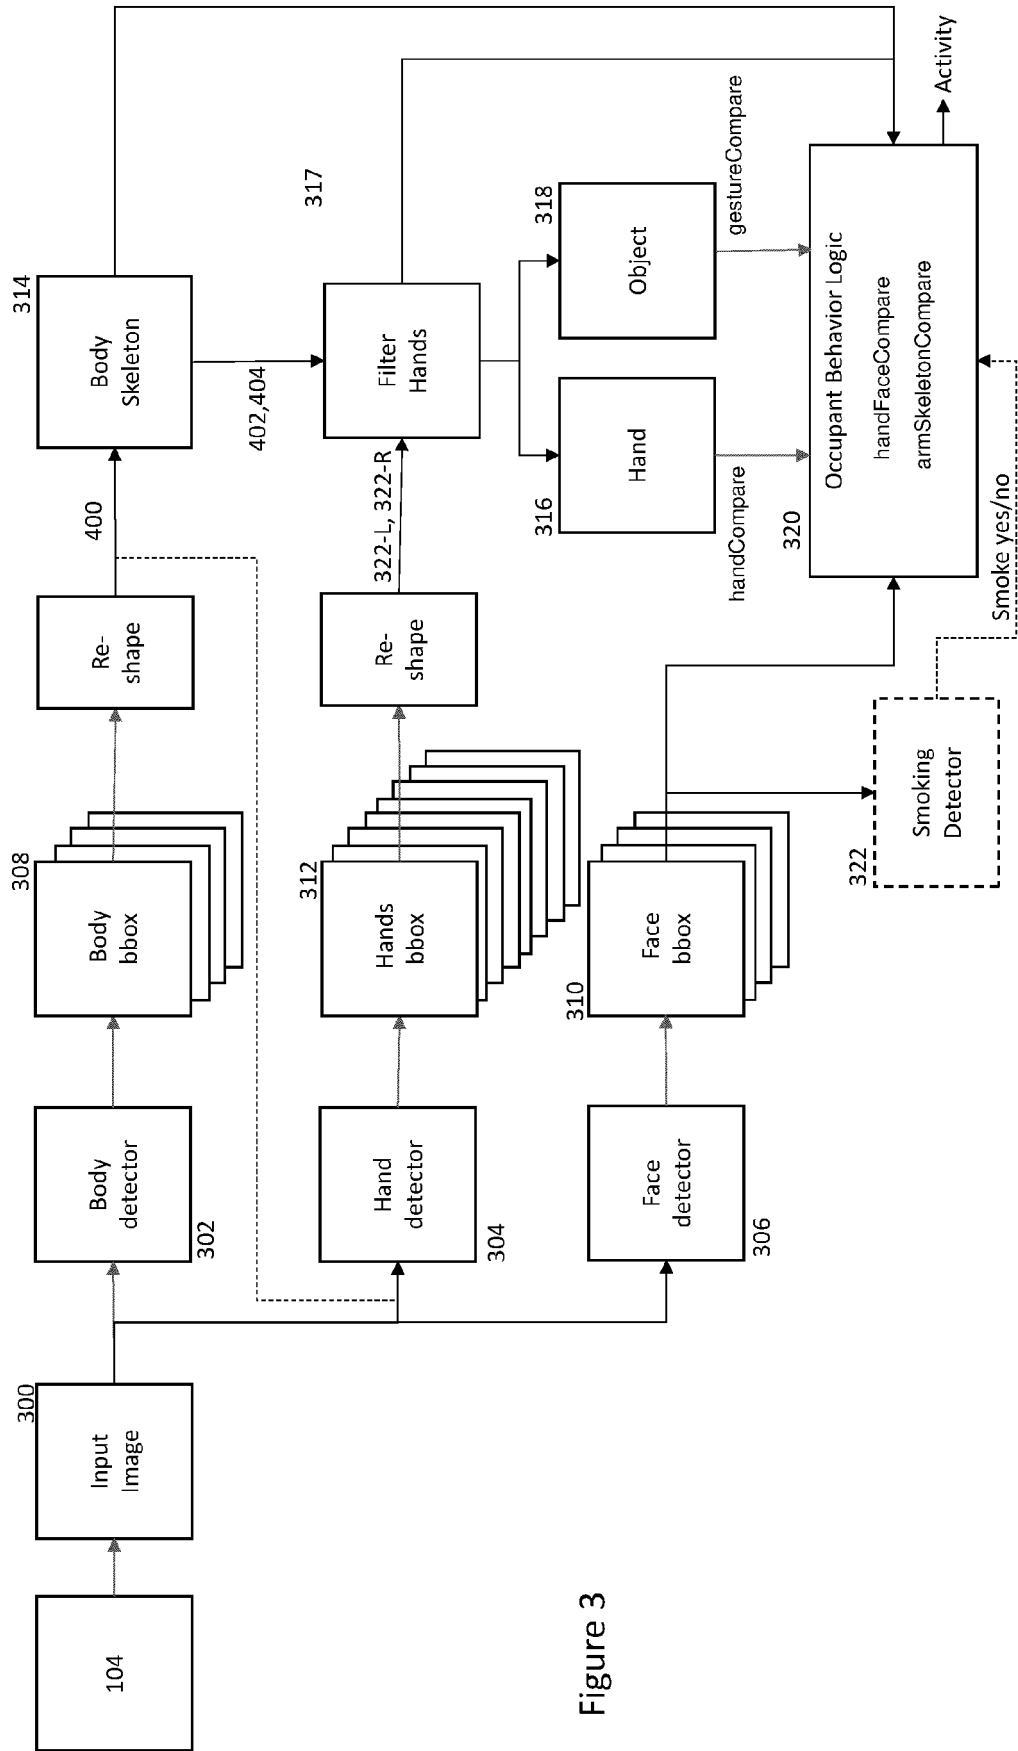 104
300
Input
Image
302
Body
detector
308
Body
bbox
Re-
shape
400
314
Body
Skeleton
402,404
304
Hand
detector
312
Hands
bbox
Re-
shape
322-L, 322-R
317
Filter
Hands
306
Face
detector
310
Face
bbox
316
Hand
318
Object
handCompare
gestureCompare
322
Smoking
Detector
Smoke yes/no
320
Occupant Behavior Logic
handFaceCompare
armSkeletonCompare
Activity
Figure 3